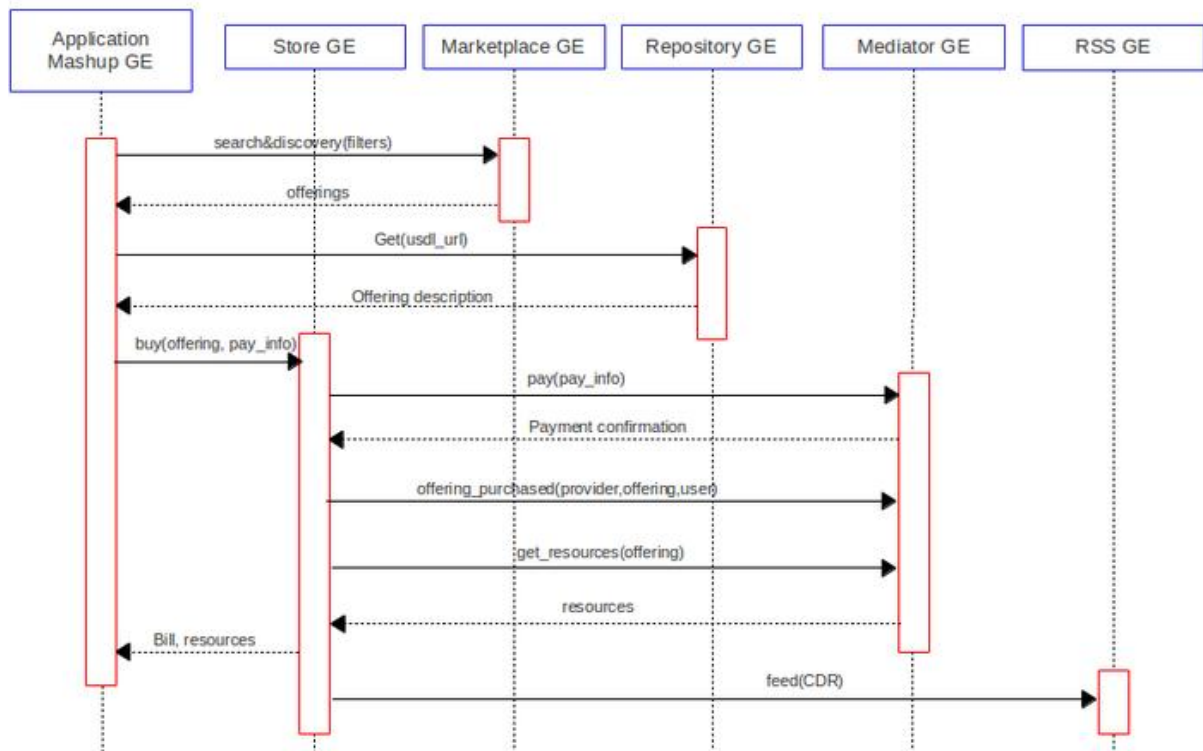 Application
Mashup GE
Store GE
Marketplace GE
Repository GE
Mediator GE
RSS GE
search&discovery(filters)
offerings
Get(usdl_url)
Offering description
buy(offering, pay_info)
pay(pay_info)
Payment confirmation
offering_purchased(provider,offering,user)
get_resources(offering)
resources
Bill, resources
feed(CDR)